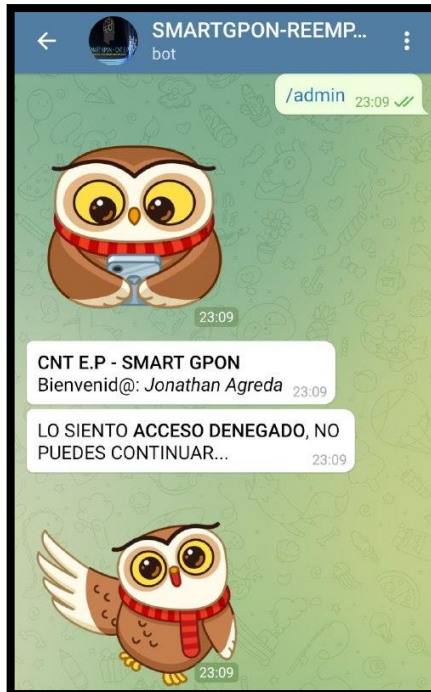 SMARTGPON-REEMP...
bot
/admin 23:09
23:09
CNT E.P - SMART GPON
Bienvenid@: Jonathan Agreda 23:09
LO SIENTO ACCESO DENEGADO, NO
PUEDES CONTINUAR... 23:09
23:09